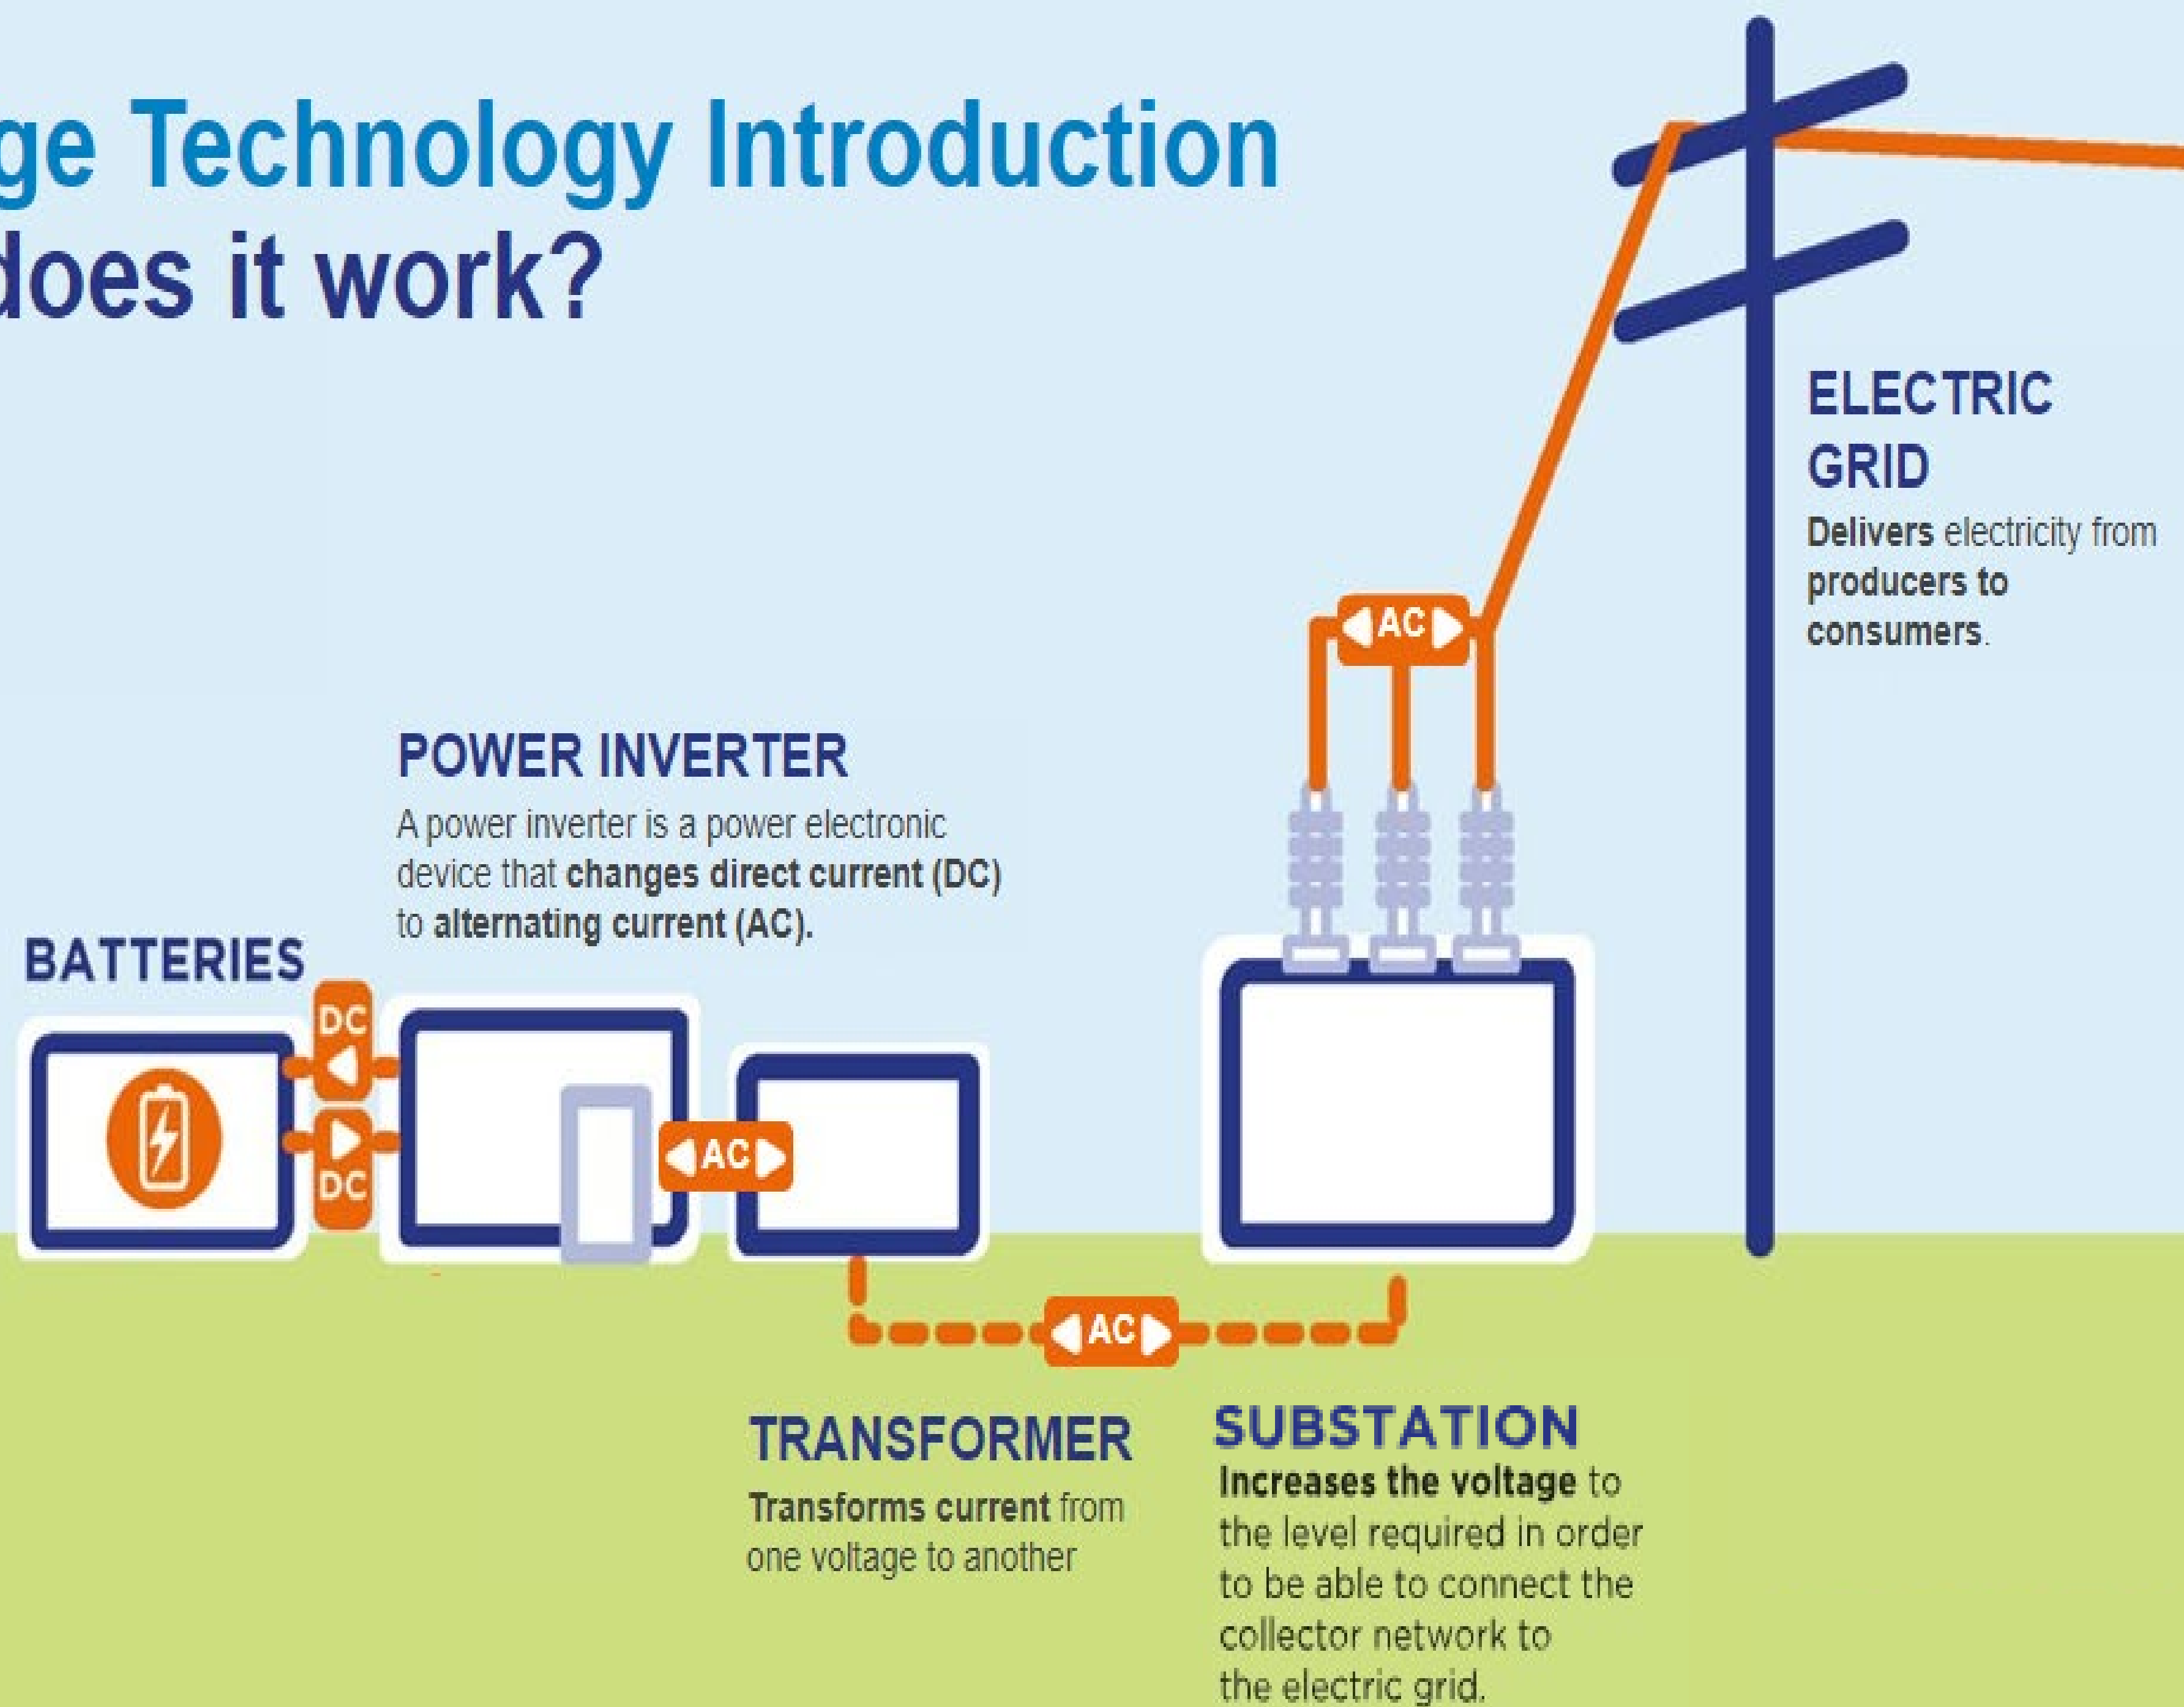 ge Technology Introduction
does it work?
ELECTRIC
GRID
Delivers electricity from
producers to
consumers.
AC
POWER INVERTER
A power inverter is a power electronic
device that changes direct current (DC)
to alternating current (AC).
BATTERIES
DC
DC
AC
AC
TRANSFORMER
Transforms current from
one voltage to another
SUBSTATION
Increases the voltage to
the level required in order
to be able to connect the
collector network to
the electric grid.